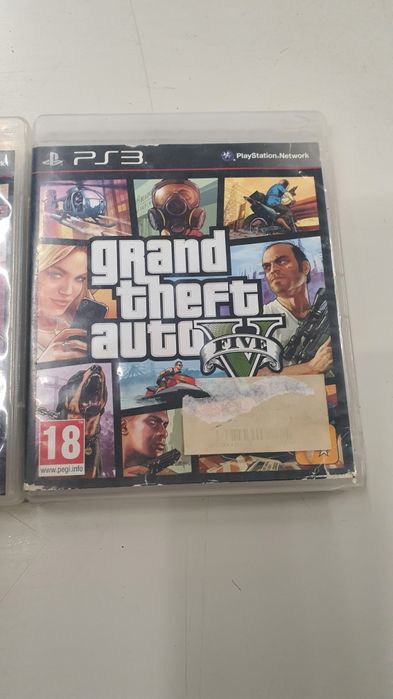 PS3
PlayStation Network
grand
theft
auto V
FIVE
18
www.pegi.info